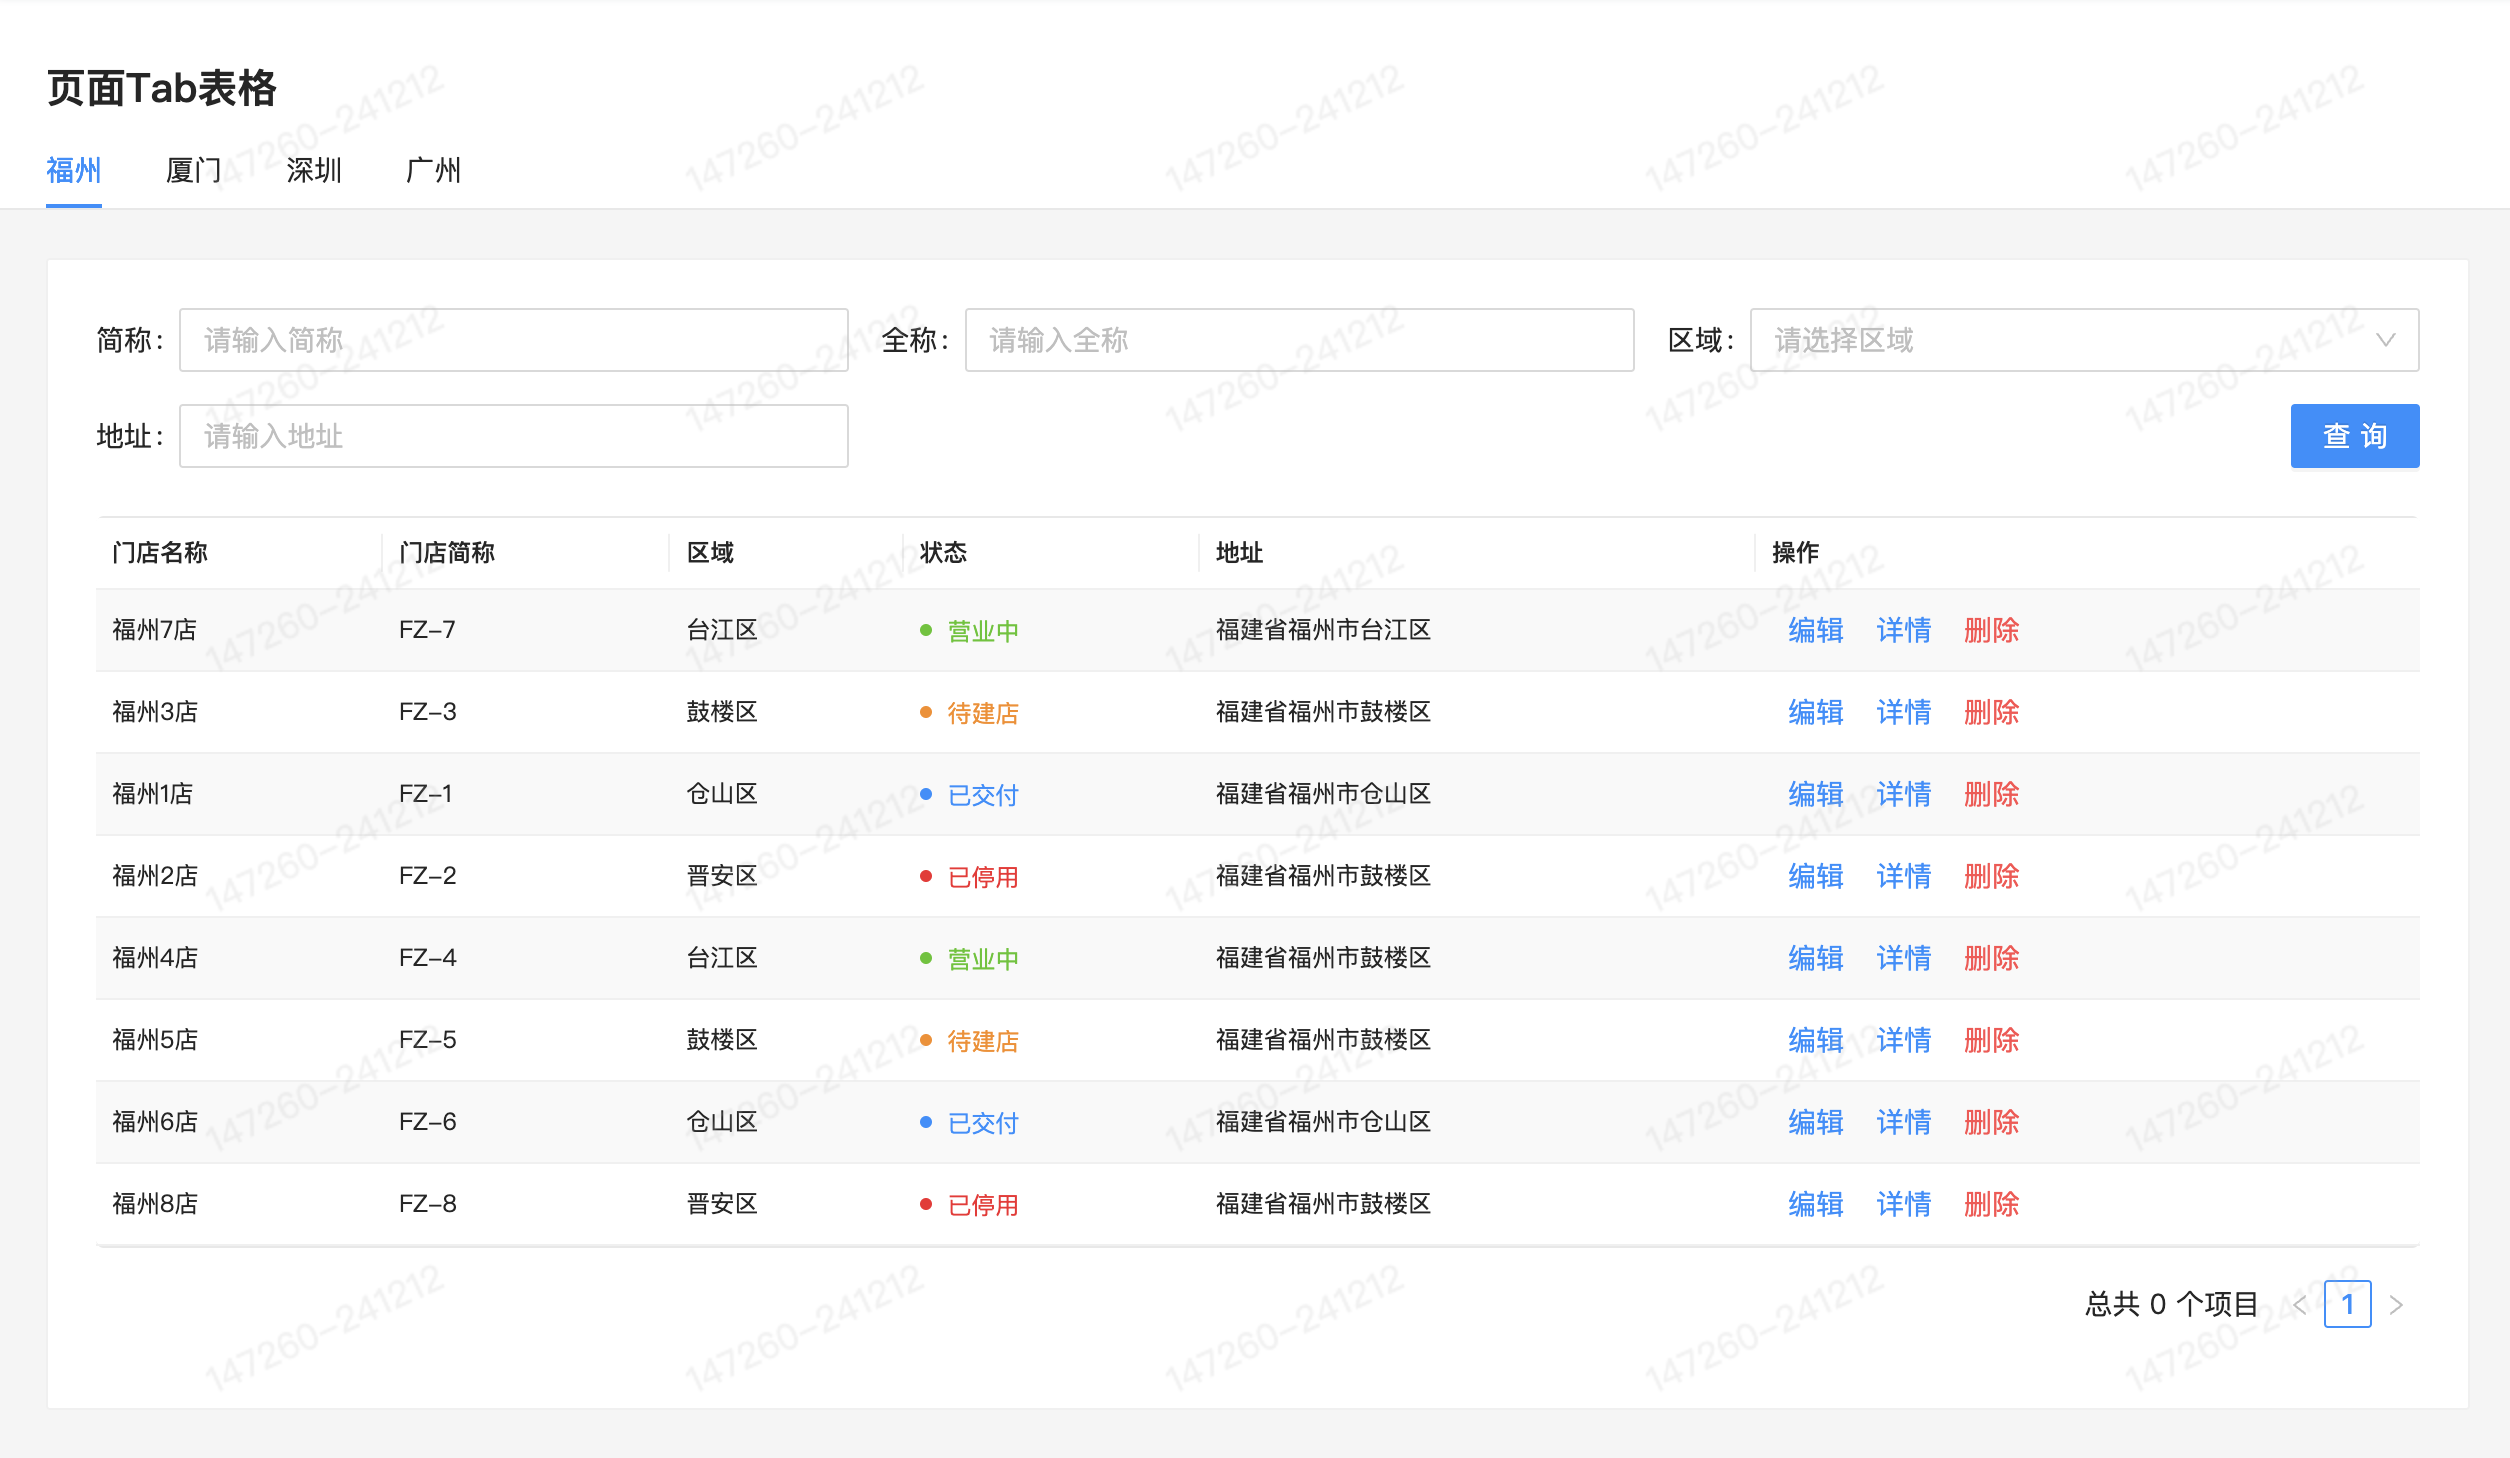 页面Tab表格
福州 厦门 深圳 广州
简称: 请输入简称 全称: 请输入全称 区域: 请选择区域
地址: 请输入地址 查 询
门店名称 门店简称 区域 状态 地址 操作
福州7店 FZ-7 台江区 营业中 福建省福州市台江区 编辑 详情 删除
福州3店 FZ-3 鼓楼区 待建店 福建省福州市鼓楼区 编辑 详情 删除
福州1店 FZ-1 仓山区 已交付 福建省福州市仓山区 编辑 详情 删除
福州2店 FZ-2 晋安区 已停用 福建省福州市鼓楼区 编辑 详情 删除
福州4店 FZ-4 台江区 营业中 福建省福州市鼓楼区 编辑 详情 删除
福州5店 FZ-5 鼓楼区 待建店 福建省福州市鼓楼区 编辑 详情 删除
福州6店 FZ-6 仓山区 已交付 福建省福州市仓山区 编辑 详情 删除
福州8店 FZ-8 晋安区 已停用 福建省福州市鼓楼区 编辑 详情 删除
总共 0 个项目 < 1 >
147260-241212